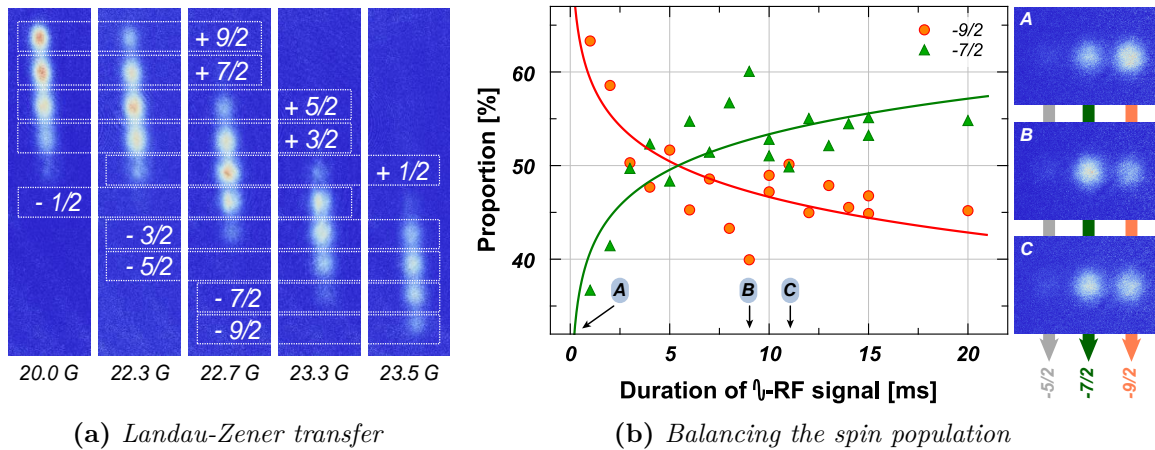 + 9/2
+ 7/2
+ 5/2
+ 3/2
+ 1/2
- 1/2
- 3/2
- 5/2
- 7/2
- 9/2
20.0 G 22.3 G 22.7 G 23.3 G 23.5 G
(a) Landau-Zener transfer
Proportion [%]
60
50
40
-9/2
-7/2
A B C
0 5 10 15 20
Duration of -RF signal [ms]
A
B
C
-5/2 -7/2 -9/2
(b) Balancing the spin population